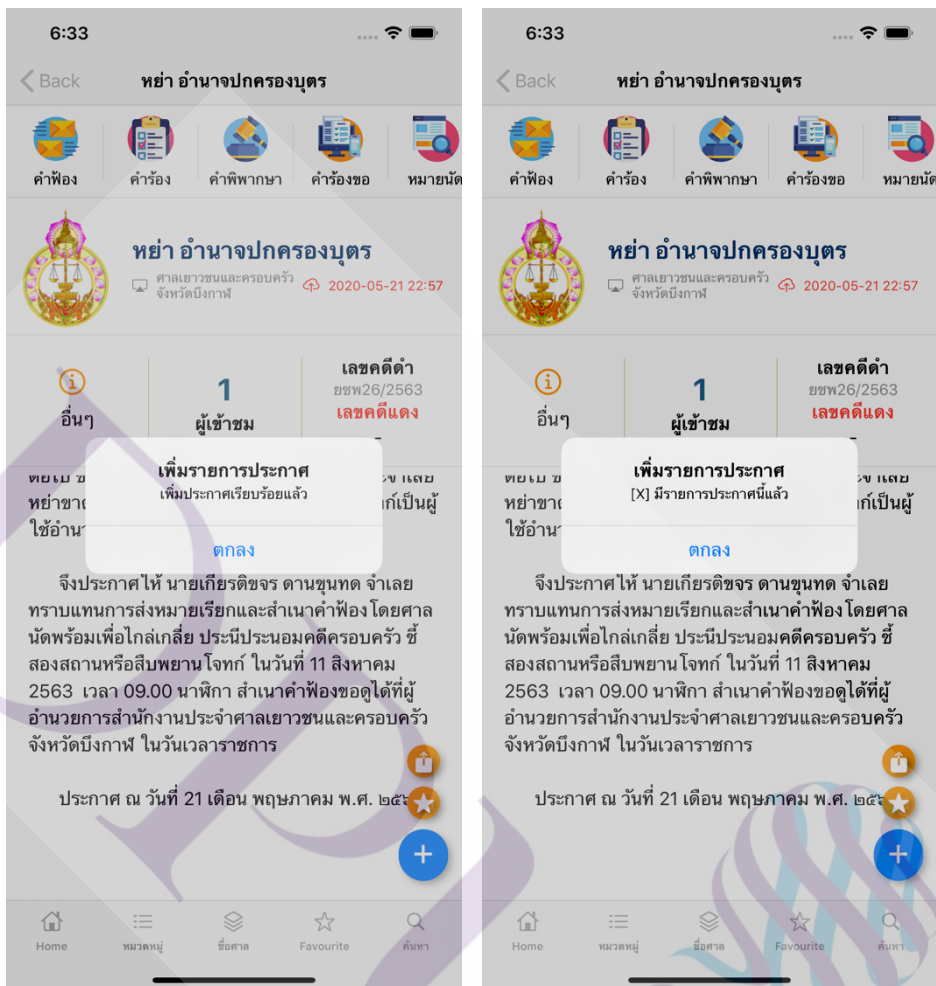 6:33
Back
หย่า อำนาจปกครองบุตร
คำฟ้อง
คำร้อง
คำพิพากษา
คำร้องขอ
หมายนัด
หย่า อำนาจปกครองบุตร
ศาลเยาวชนและครอบครัว
จังหวัดบึงกาฬ
2020-05-21 22:57
อื่นๆ
1
ผู้เข้าชม
เลขคดีดำ
ยชพ26/2563
เลขคดีแดง
เพิ่มรายการประกาศ
เพิ่มประกาศเรียบร้อยแล้ว
ตกลง
หย่าขาด
ก์เป็นผู้
ใช้อำนา
จึงประกาศให้ นายเกียรติขจร ดานขุนทด จำเลย
ทราบแทนการส่งหมายเรียกและสำเนาคำฟ้อง โดยศาล
นัดพร้อมเพื่อไกล่เกลี่ย ประนีประนอมคดีครอบครัว ชี้
สองสถานหรือสืบพยานโจทก์ ในวันที่ 11 สิงหาคม
2563 เวลา 09.00 นาฬิกา สำเนาคำฟ้องขอดูได้ที่ผู้
อำนวยการสำนักงานประจำศาลเยาวชนและครอบครัว
จังหวัดบึงกาฬ ในวันเวลาราชการ
ประกาศ ณ วันที่ 21 เดือน พฤษภาคม พ.ศ. ๒๕๖
Home
หมวดหมู่
ชื่อศาล
Favourite
ค้นหา
6:33
Back
หย่า อำนาจปกครองบุตร
คำฟ้อง
คำร้อง
คำพิพากษา
คำร้องขอ
หมายนัด
หย่า อำนาจปกครองบุตร
ศาลเยาวชนและครอบครัว
จังหวัดบึงกาฬ
2020-05-21 22:57
อื่นๆ
1
ผู้เข้าชม
เลขคดีดำ
ยชพ26/2563
เลขคดีแดง
เพิ่มรายการประกาศ
[X] มีรายการประกาศนี้แล้ว
ตกลง
หย่าขาด
ก์เป็นผู้
ใช้อำนา
จึงประกาศให้ นายเกียรติขจร ดานขุนทด จำเลย
ทราบแทนการส่งหมายเรียกและสำเนาคำฟ้อง โดยศาล
นัดพร้อมเพื่อไกล่เกลี่ย ประนีประนอมคดีครอบครัว ชี้
สองสถานหรือสืบพยานโจทก์ ในวันที่ 11 สิงหาคม
2563 เวลา 09.00 นาฬิกา สำเนาคำฟ้องขอดูได้ที่ผู้
อำนวยการสำนักงานประจำศาลเยาวชนและครอบครัว
จังหวัดบึงกาฬ ในวันเวลาราชการ
ประกาศ ณ วันที่ 21 เดือน พฤษภาคม พ.ศ. ๒๕๖
Home
หมวดหมู่
ชื่อศาล
Favourite
ค้นหา